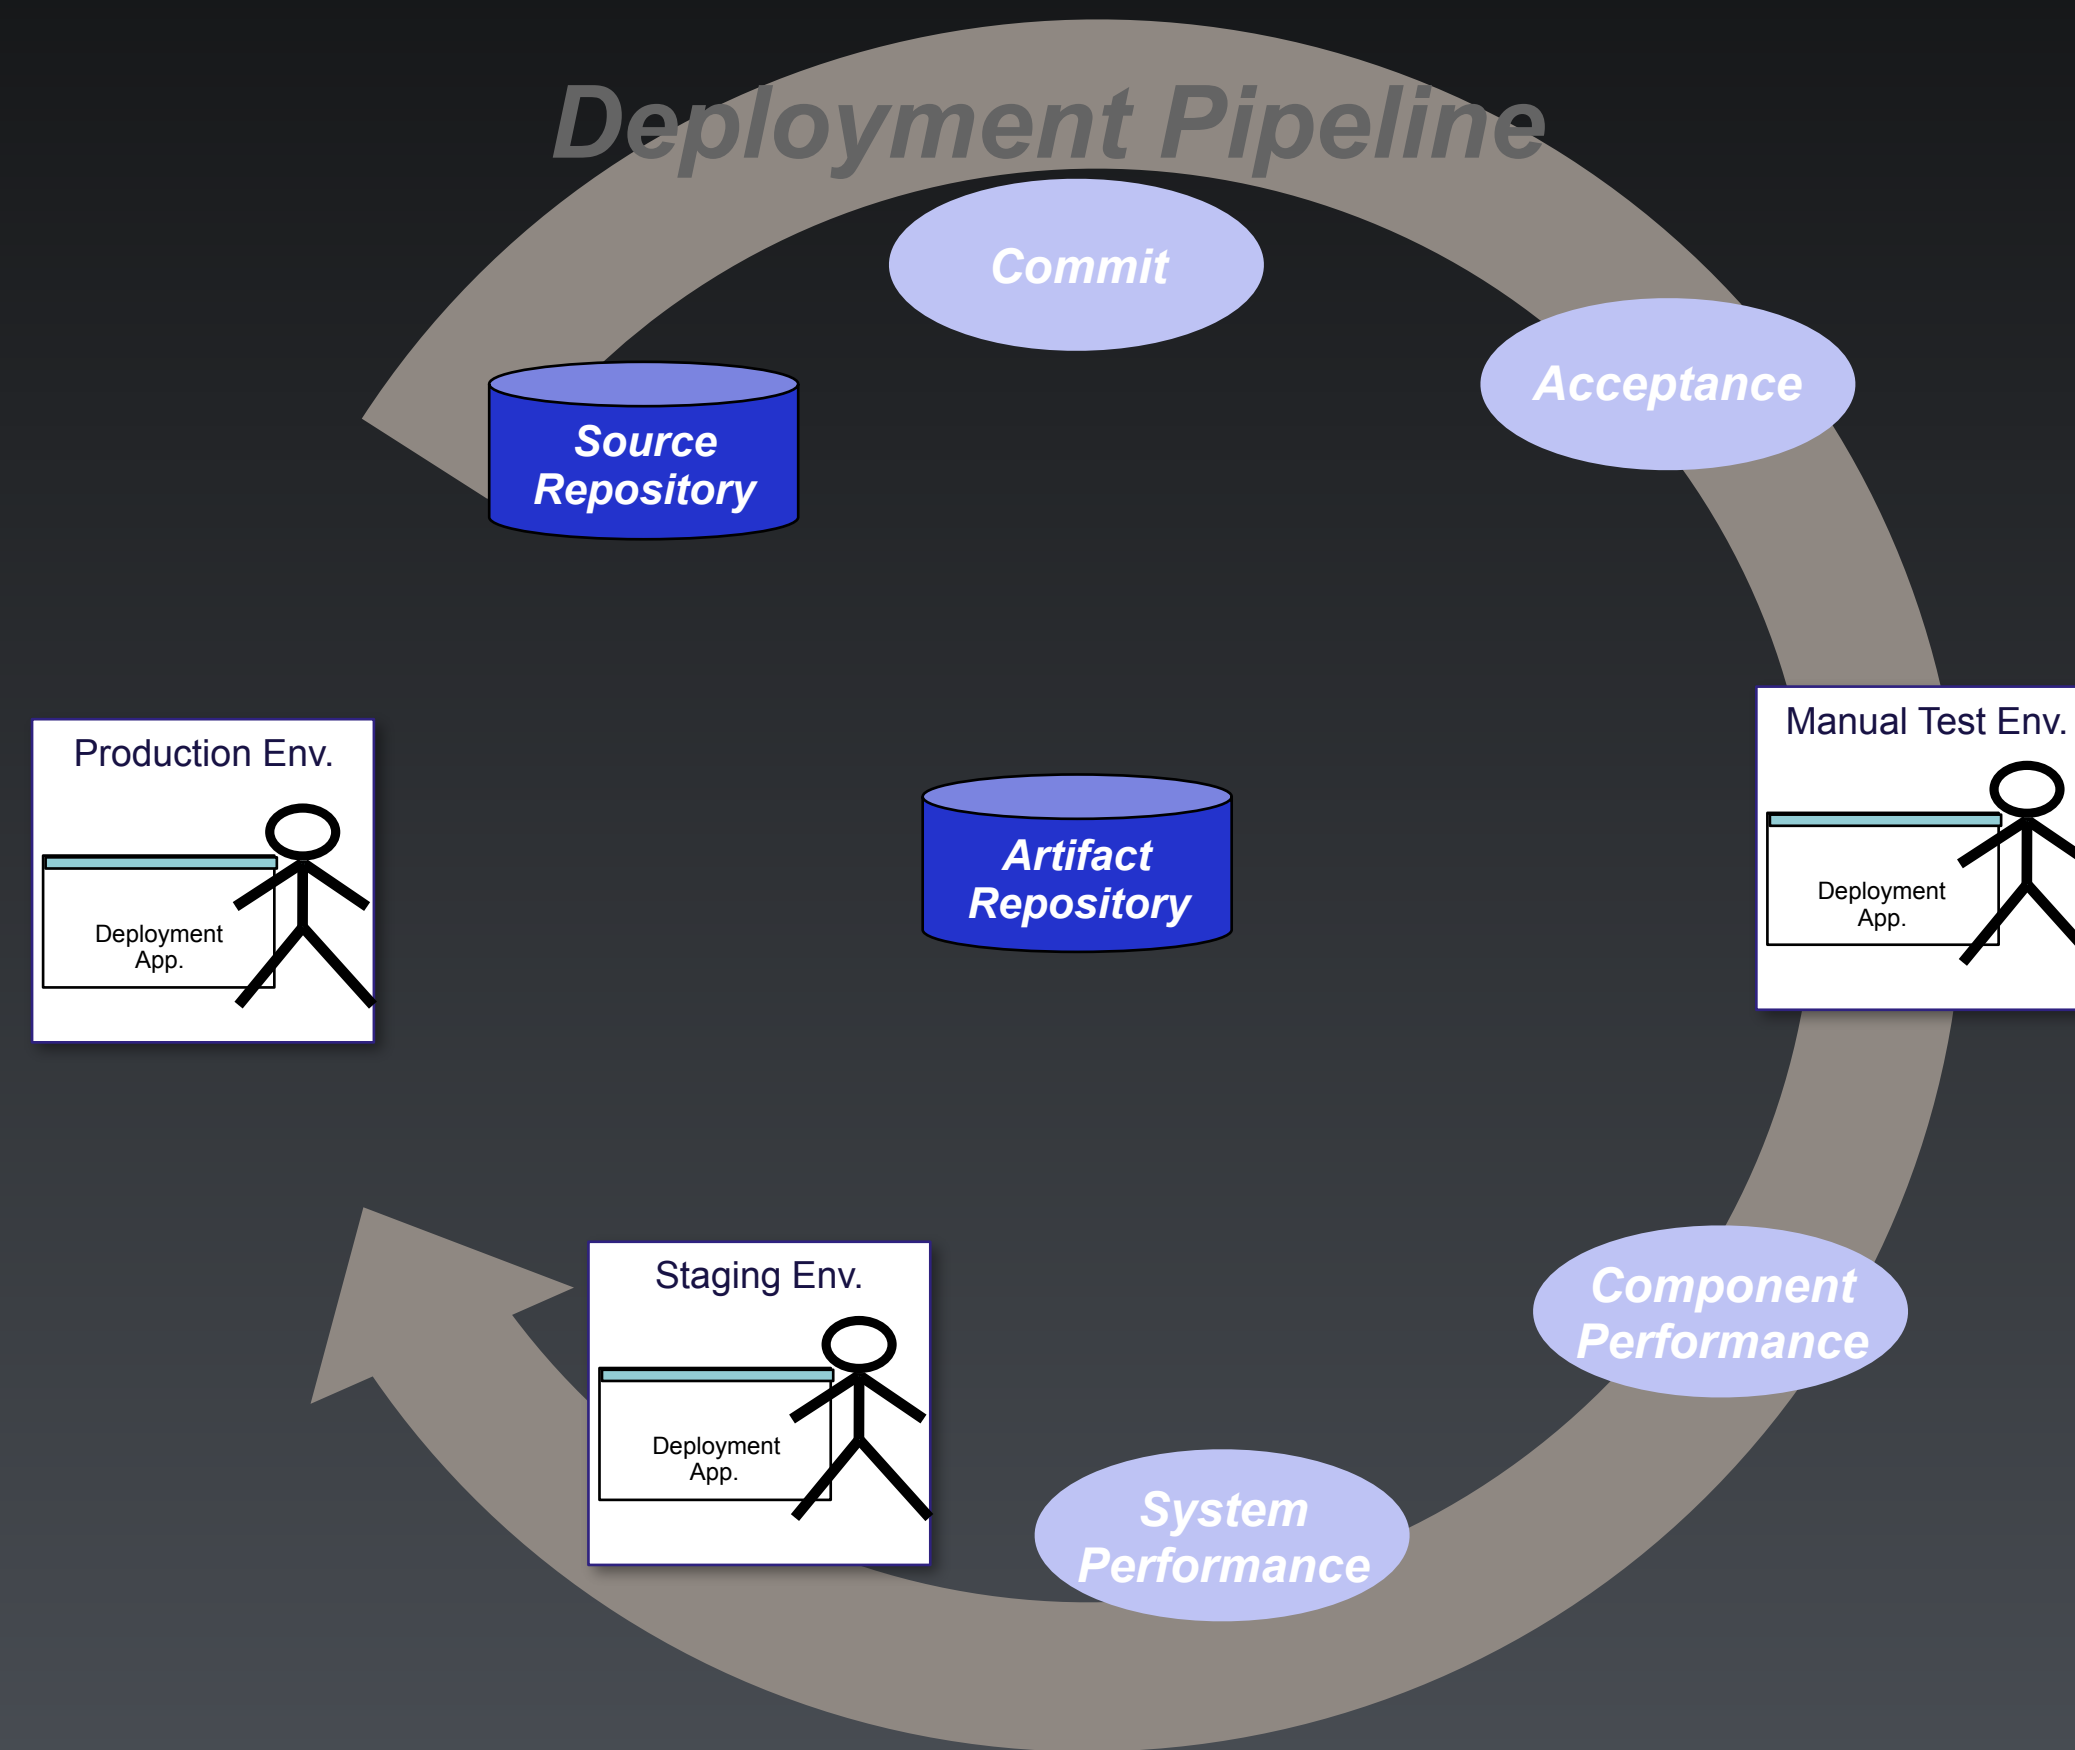 Deployment Pipeline
Commit
Acceptance
Source
Repository
Manual Test Env.
Deployment
App.
Production Env.
Deployment
App.
Artifact
Repository
Component
Performance
Staging Env.
Deployment
App.
System
Performance